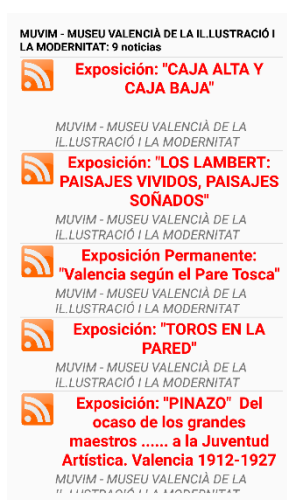 MUVIM - MUSEU VALENCIÀ DE LA IL.LUSTRACIÓ I
LA MODERNITAT: 9 noticias
Exposición: "CAJA ALTA Y
CAJA BAJA"
MUVIM - MUSEU VALENCIÀ DE LA
IL.LUSTRACIÓ I LA MODERNITAT
Exposición: "LOS LAMBERT:
PAISAJES VIVIDOS, PAISAJES
SOÑADOS"
MUVIM - MUSEU VALENCIÀ DE LA
IL.LUSTRACIÓ I LA MODERNITAT
Exposición Permanente:
"Valencia según el Pare Tosca"
MUVIM - MUSEU VALENCIÀ DE LA
IL.LUSTRACIÓ I LA MODERNITAT
Exposición: "TOROS EN LA
PARED"
MUVIM - MUSEU VALENCIÀ DE LA
IL.LUSTRACIÓ I LA MODERNITAT
Exposición: "PINAZO" Del
ocaso de los grandes
maestros ...... a la Juventud
Artística. Valencia 1912-1927
MUVIM - MUSEU VALENCIÀ DE LA
IL.LUSTRACIÓ I LA MODERNITAT